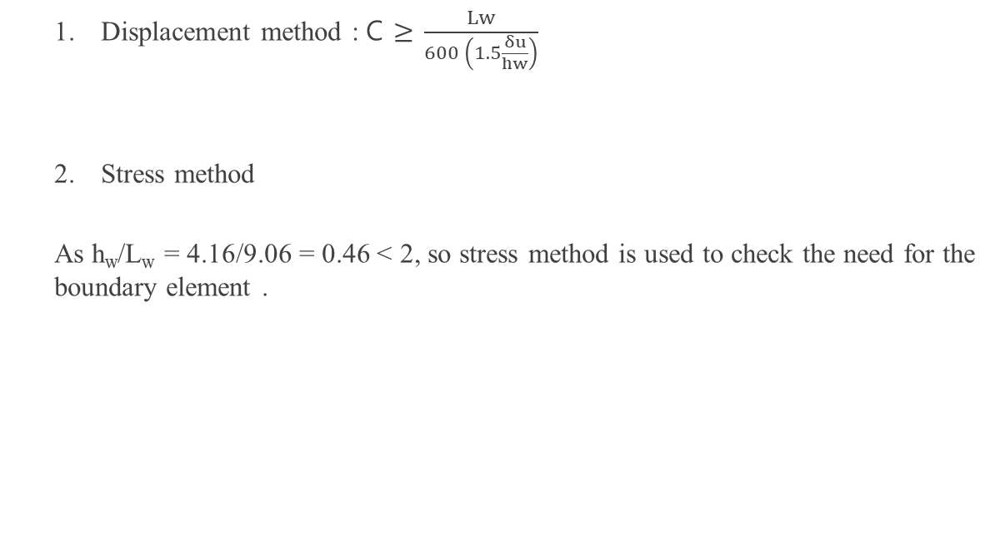 1. Displacement method : C ≥ Lw / 600 (1.5 δu/hw)
2. Stress method
As hw/Lw = 4.16/9.06 = 0.46 < 2, so stress method is used to check the need for the
boundary element .